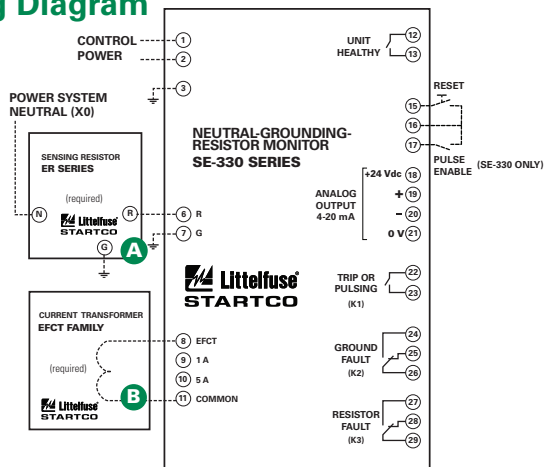 g Diagram
CONTROL
POWER
1
2
3
POWER SYSTEM
NEUTRAL (X0)
SENSING RESISTOR
ER SERIES
(required)
N
R
Littelfuse
STARTCO
G
A
6 R
7 G
NEUTRAL-GROUNDING-
RESISTOR MONITOR
SE-330 SERIES
Littelfuse®
STARTCO
CURRENT TRANSFORMER
EFCT FAMILY
(required)
Littelfuse
STARTCO
B
8 EFCT
9 1 A
10 5 A
11 COMMON
UNIT
HEALTHY
12
13
RESET
15
16
17
PULSE
ENABLE
(SE-330 ONLY)
ANALOG
OUTPUT
4-20 mA
+24 Vdc 18
+ 19
– 20
0 V 21
TRIP OR
PULSING
(K1)
22
23
GROUND
FAULT
(K2)
24
25
26
RESISTOR
FAULT
(K3)
27
28
29